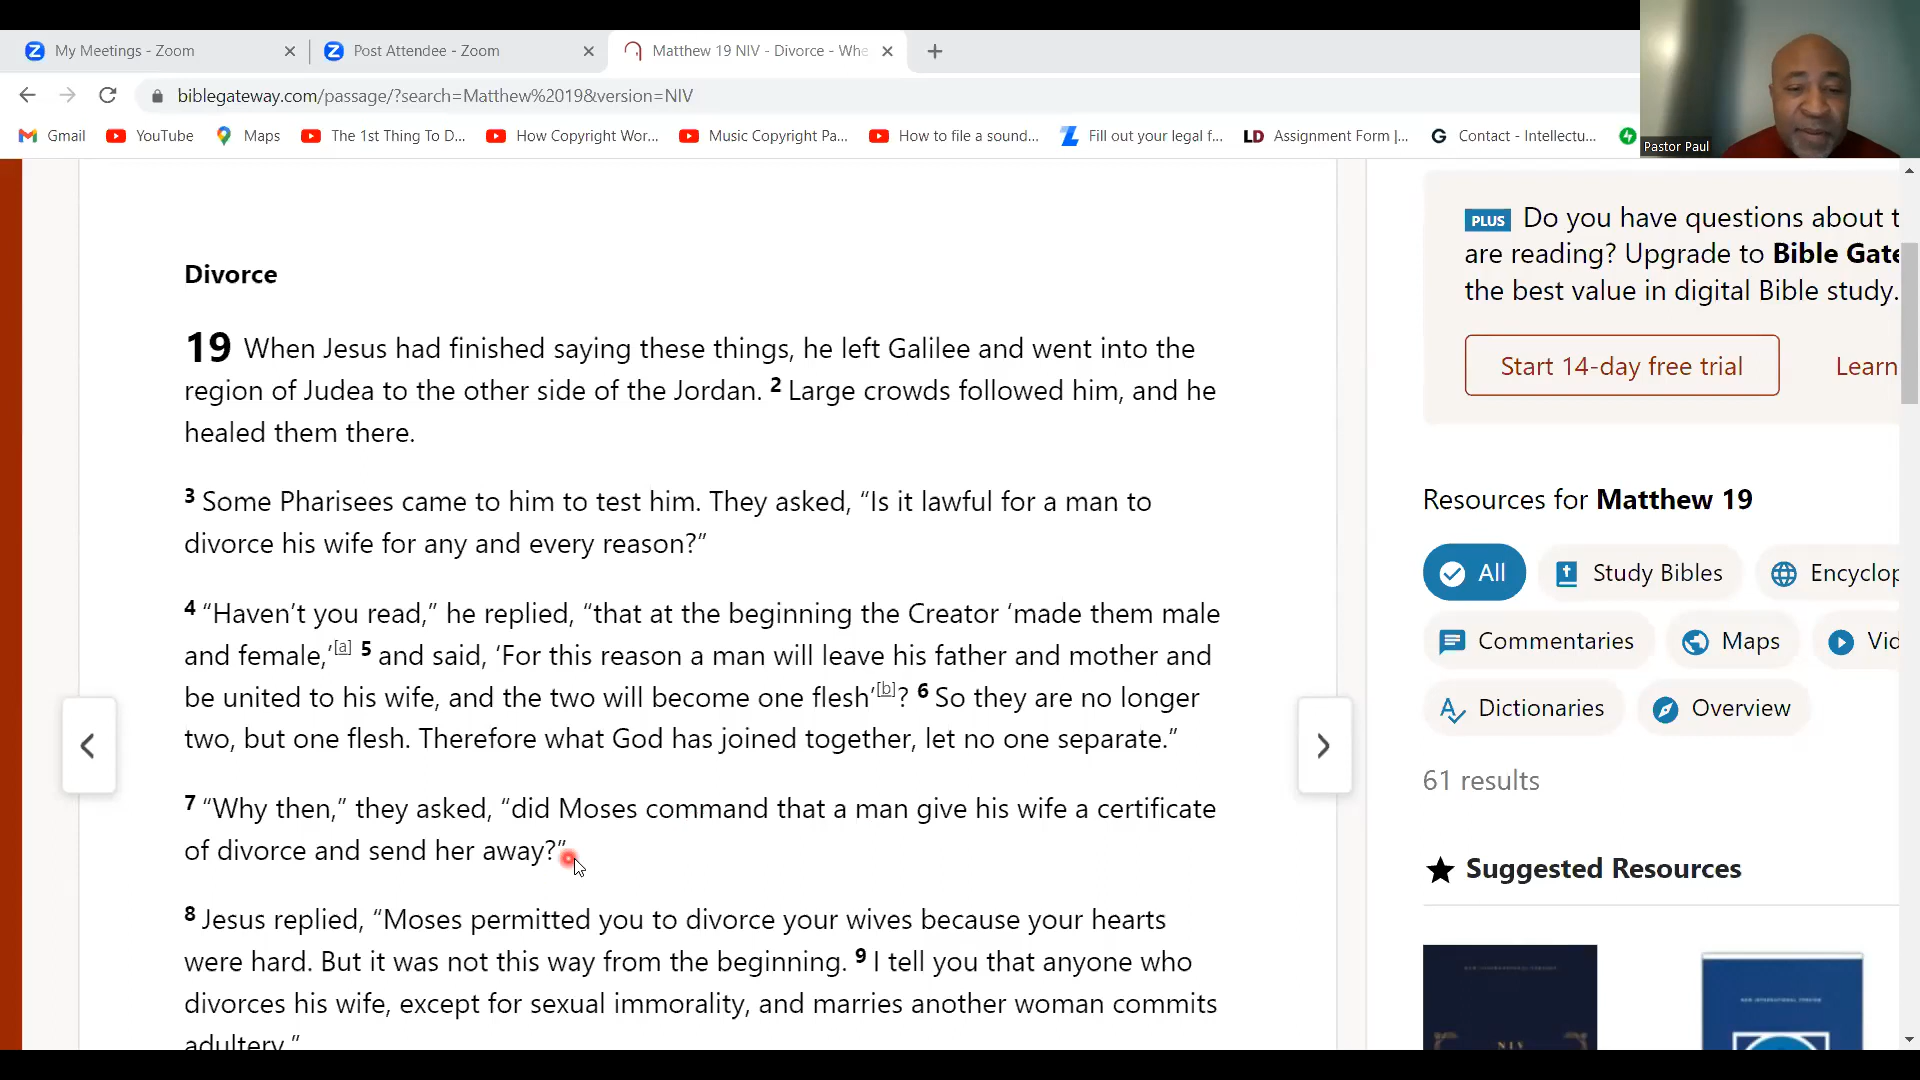 My Meetings - Zoom
Post Attendee - Zoom
Matthew 19 NIV - Divorce - Whe
biblegateway.com/passage/?search=Matthew%2019&version=NIV
Gmail
YouTube
Maps
The 1st Thing To D...
How Copyright Wor...
Music Copyright Pa...
How to file a sound...
Fill out your legal f...
LD Assignment Form |...
G Contact - Intellectu...
Pastor Paul
Divorce
19 When Jesus had finished saying these things, he left Galilee and went into the
region of Judea to the other side of the Jordan. 2 Large crowds followed him, and he
healed them there.
3 Some Pharisees came to him to test him. They asked, “Is it lawful for a man to
divorce his wife for any and every reason?”
4 “Haven’t you read,” he replied, “that at the beginning the Creator ‘made them male
and female,’[a] 5 and said, ‘For this reason a man will leave his father and mother and
be united to his wife, and the two will become one flesh’[b]? 6 So they are no longer
two, but one flesh. Therefore what God has joined together, let no one separate.”
7 “Why then,” they asked, “did Moses command that a man give his wife a certificate
of divorce and send her away?”
8 Jesus replied, “Moses permitted you to divorce your wives because your hearts
were hard. But it was not this way from the beginning. 9 I tell you that anyone who
divorces his wife, except for sexual immorality, and marries another woman commits
adultery.”
PLUS Do you have questions about t
are reading? Upgrade to Bible Gate
the best value in digital Bible study.
Start 14-day free trial
Learn
Resources for Matthew 19
All
Study Bibles
Encyclop
Commentaries
Maps
Vid
Dictionaries
Overview
61 results
Suggested Resources
NIV